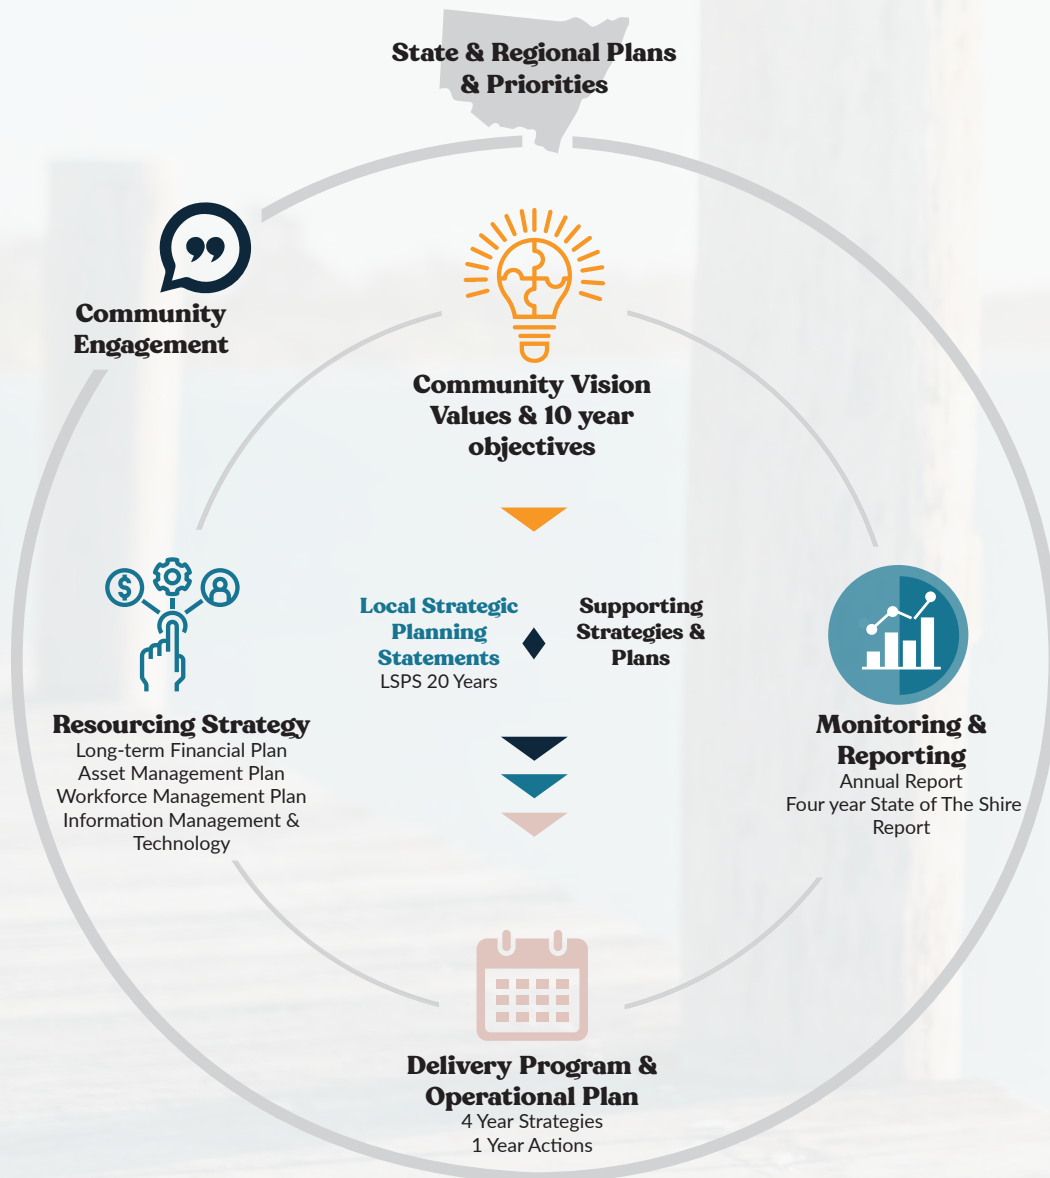 State & Regional Plans
& Priorities
Community
Engagement
Community Vision
Values & 10 year
objectives
Local Strategic
Planning
Statements
LSPS 20 Years
Supporting
Strategies &
Plans
Resourcing Strategy
Long-term Financial Plan
Asset Management Plan
Workforce Management Plan
Information Management &
Technology
Monitoring &
Reporting
Annual Report
Four year State of The Shire
Report
Delivery Program &
Operational Plan
4 Year Strategies
1 Year Actions